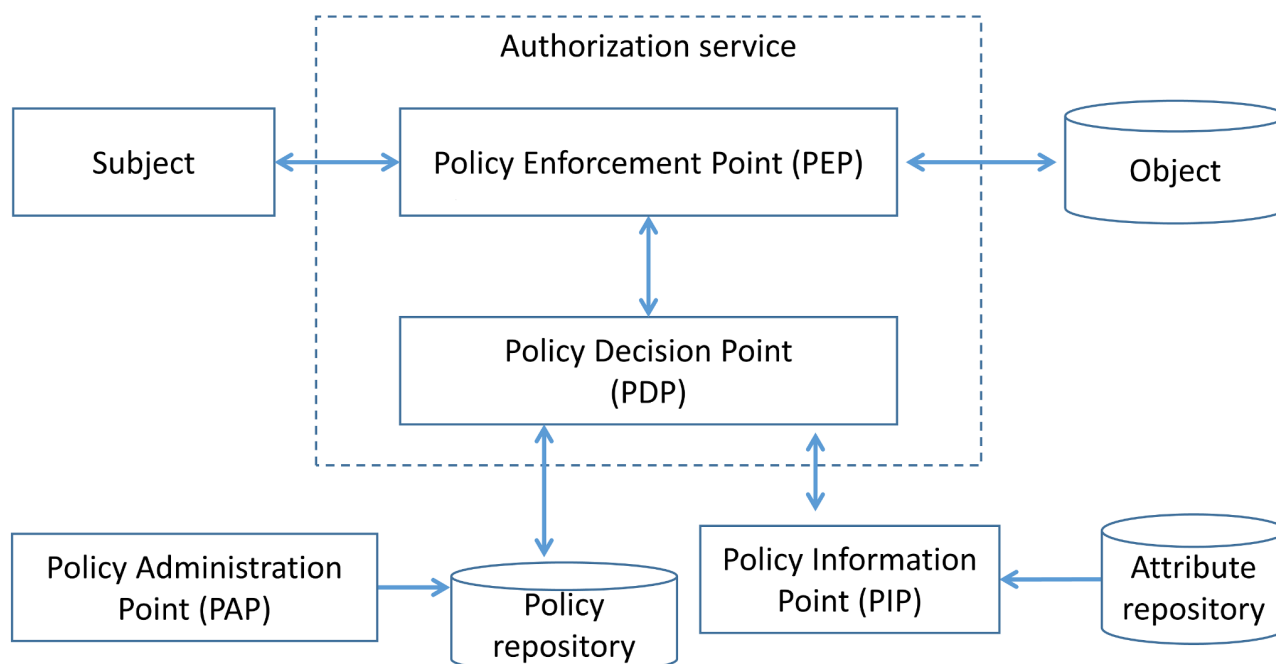 Authorization service
Subject
Policy Enforcement Point (PEP)
Object
Policy Decision Point
(PDP)
Policy Administration
Point (PAP)
Policy
repository
Policy Information
Point (PIP)
Attribute
repository